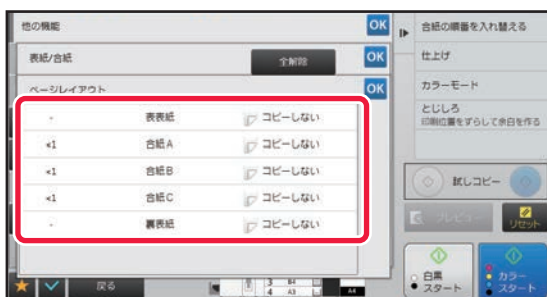 他の機能
OK
表紙/合紙
全解除
OK
ページレイアウト
OK
- 表表紙 コピーしない
<1 合紙A コピーしない
<1 合紙B コピーしない
<1 合紙C コピーしない
- 裏表紙 コピーしない
戻る
3 B4
4 A3
A4
合紙の順番を入れ替える
仕上げ
カラーモード
とじしろ
印刷位置をずらして余白を作る
試しコピー
プレビュー
リセット
白黒
スタート
カラー
スタート